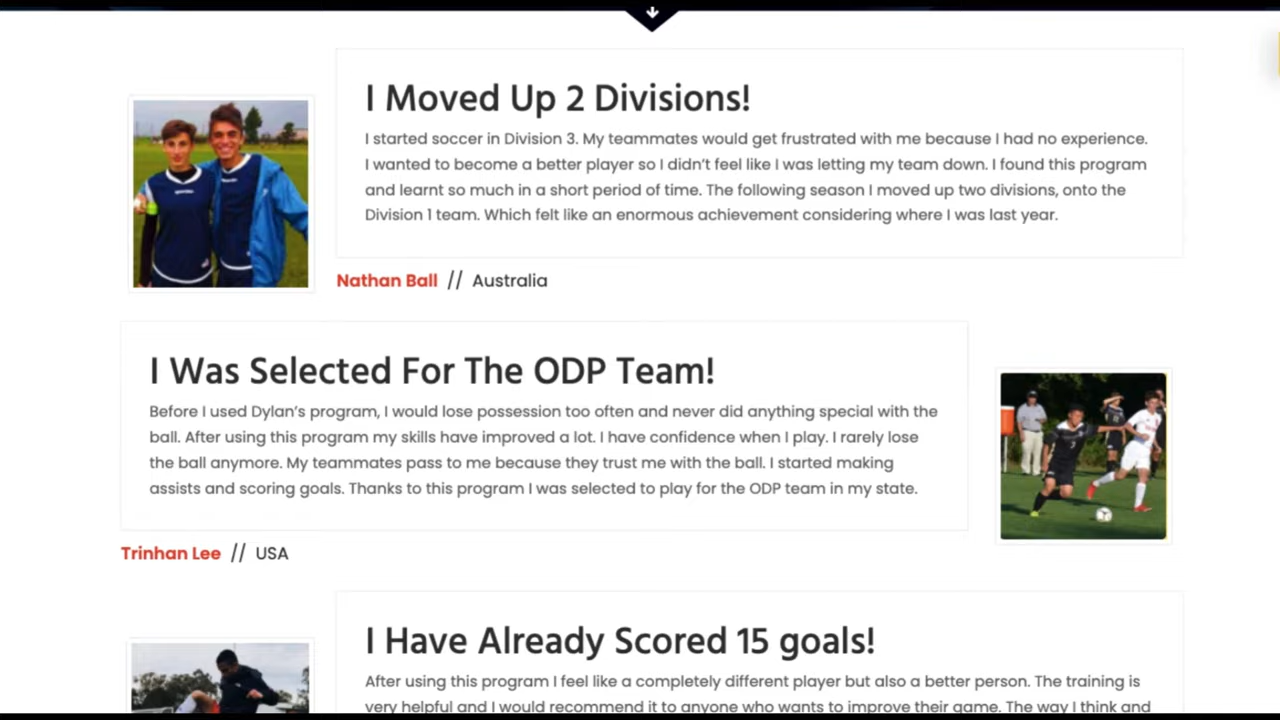 I Moved Up 2 Divisions!
I started soccer in Division 3. My teammates would get frustrated with me because I had no experience.
I wanted to become a better player so I didn't feel like I was letting my team down. I found this program
and learnt so much in a short period of time. The following season I moved up two divisions, onto the
Division 1 team. Which felt like an enormous achievement considering where I was last year.
Nathan Ball // Australia
I Was Selected For The ODP Team!
Before I used Dylan's program, I would lose possession too often and never did anything special with the
ball. After using this program my skills have improved a lot. I have confidence when I play. I rarely lose
the ball anymore. My teammates pass to me because they trust me with the ball. I started making
assists and scoring goals. Thanks to this program I was selected to play for the ODP team in my state.
Trinhan Lee // USA
I Have Already Scored 15 goals!
After using this program I feel like a completely different player but also a better person. The training is
very helpful and I would recommend it to anyone who wants to improve their game. The way I think and